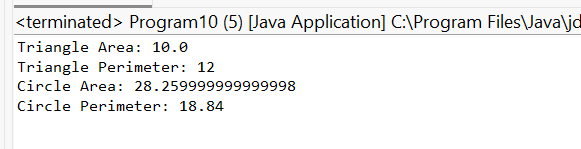 <terminated> Program10 (5) [Java Application] C:\Program Files\Java\jd
Triangle Area: 10.0
Triangle Perimeter: 12
Circle Area: 28.259999999999998
Circle Perimeter: 18.84